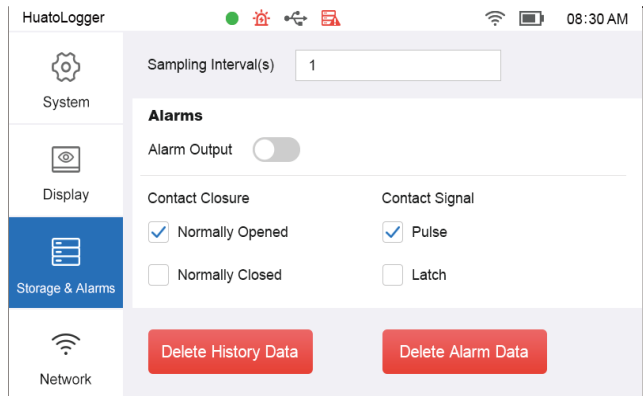 HuatoLogger 08:30 AM
System
Display
Storage & Alarms
Network
Sampling Interval(s) 1
Alarms
Alarm Output
Contact Closure Contact Signal
Normally Opened Pulse
Normally Closed Latch
Delete History Data Delete Alarm Data